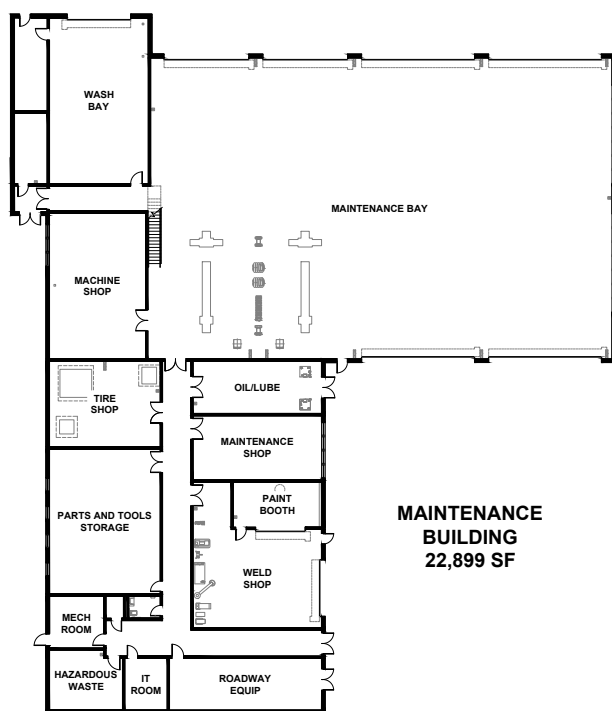 WASH
BAY
MAINTENANCE BAY
MACHINE
SHOP
OIL/LUBE
TIRE
SHOP
MAINTENANCE
SHOP
PAINT
BOOTH
PARTS AND TOOLS
STORAGE
MAINTENANCE
BUILDING
22,899 SF
WELD
SHOP
MECH
ROOM
HAZARDOUS
WASTE
IT
ROOM
ROADWAY
EQUIP